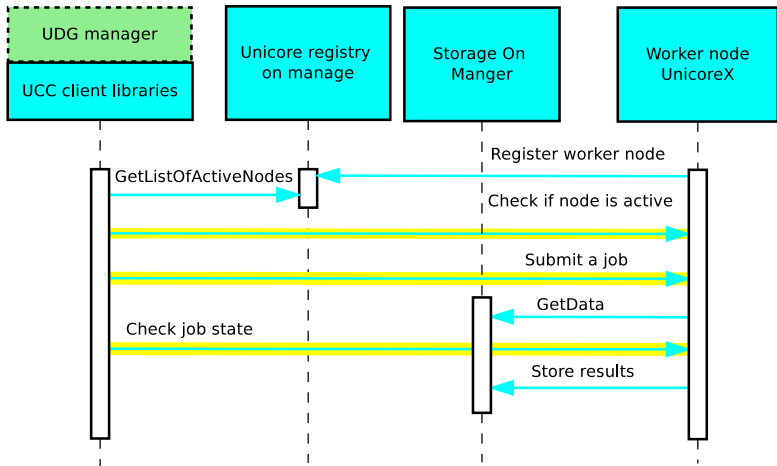 UDG manager
UCC client libraries
Unicore registry
on manage
Storage On
Manger
Worker node
UnicoreX
Register worker node
GetListOfActiveNodes
Check if node is active
Submit a job
GetData
Check job state
Store results